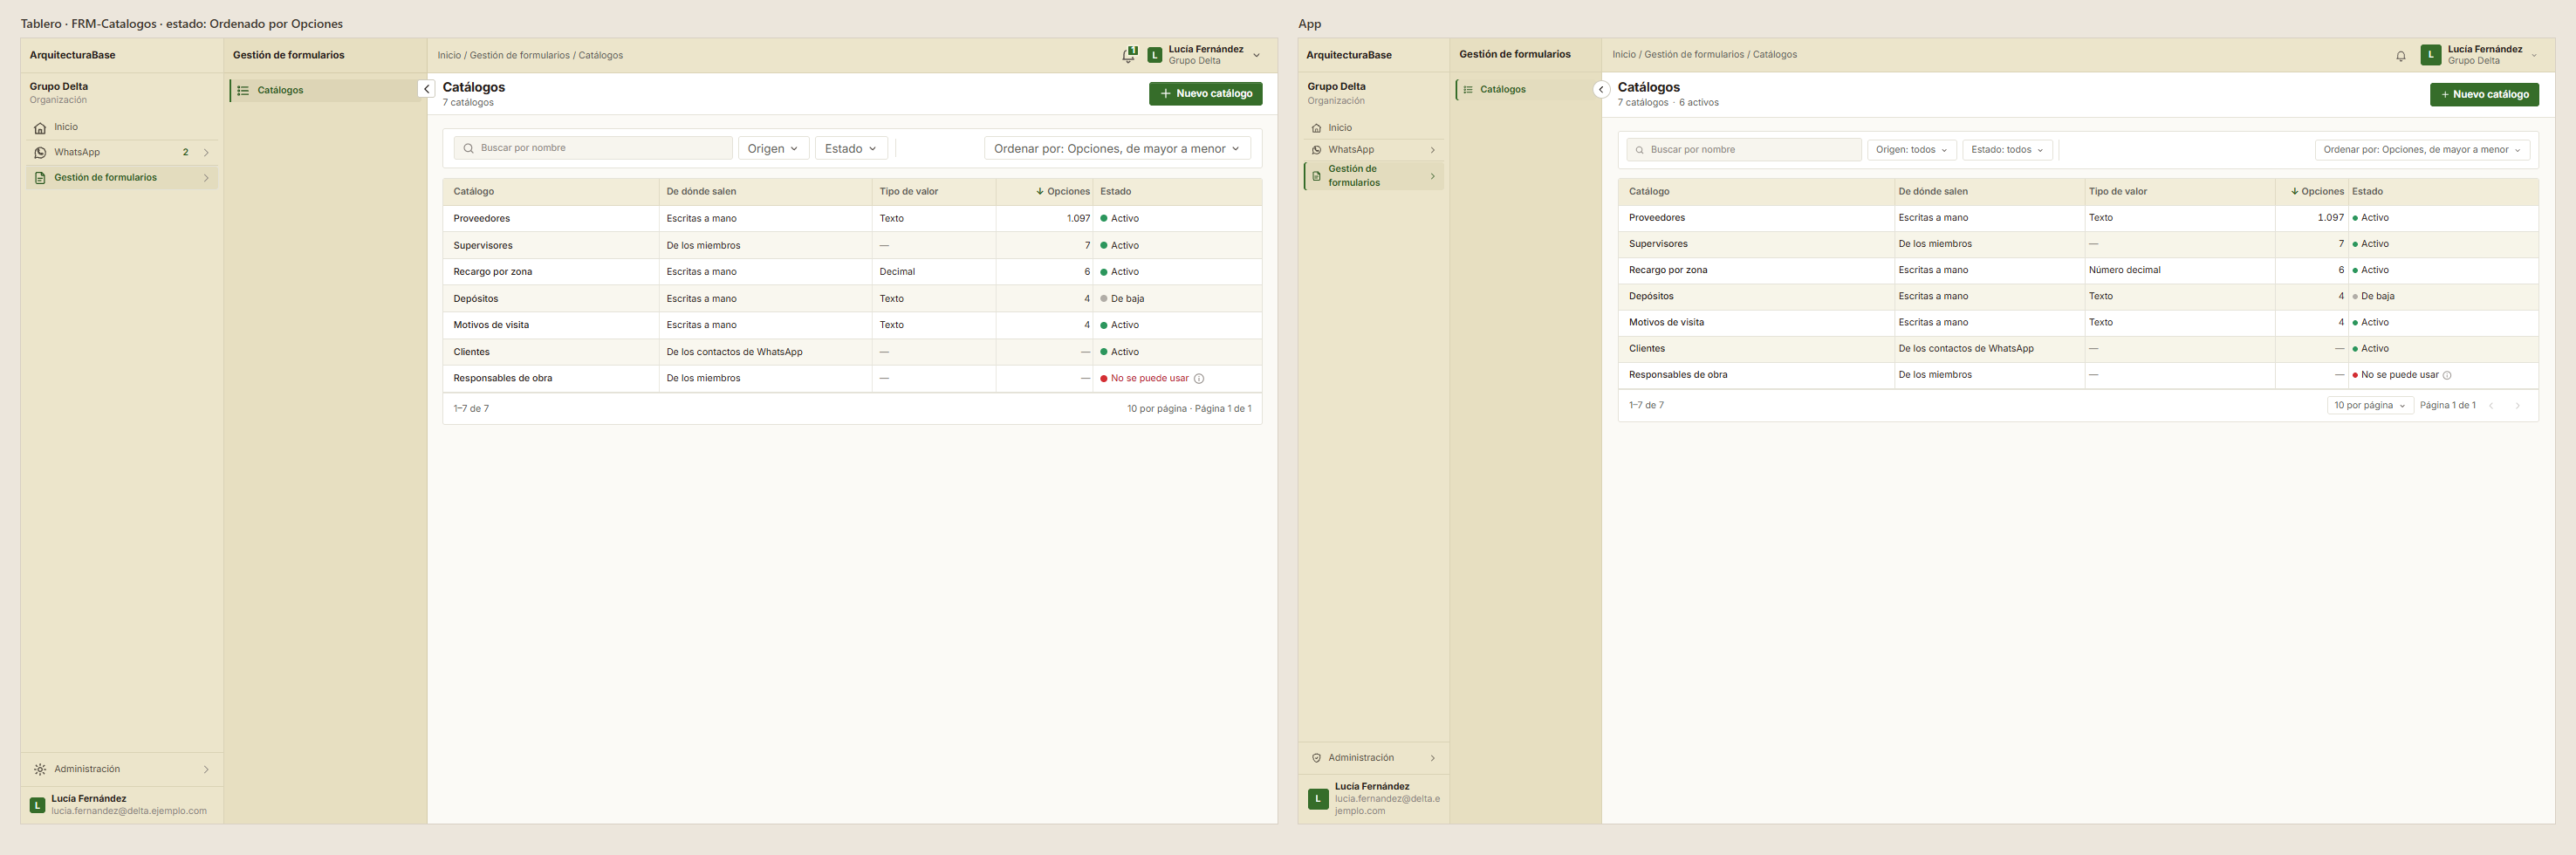 Tablero · FRM-Catalogos · estado: Ordenado por Opciones
ArquitecturaBase
Grupo Delta
Organización
Inicio
WhatsApp 2
Gestión de formularios
Administración
L
Lucía Fernández
lucia.fernandez@delta.ejemplo.com
Gestión de formularios
Catálogos
Inicio / Gestión de formularios / Catálogos
1
L
Lucía Fernández
Grupo Delta
Catálogos
7 catálogos
Nuevo catálogo
Buscar por nombre Origen Estado Ordenar por: Opciones, de mayor a menor
Catálogo De dónde salen Tipo de valor ↓ Opciones Estado
Proveedores Escritas a mano Texto 1.097 Activo
Supervisores De los miembros — 7 Activo
Recargo por zona Escritas a mano Decimal 6 Activo
Depósitos Escritas a mano Texto 4 De baja
Motivos de visita Escritas a mano Texto 4 Activo
Clientes De los contactos de WhatsApp — — Activo
Responsables de obra De los miembros — — No se puede usar
1–7 de 7 10 por página · Página 1 de 1
App
ArquitecturaBase
Grupo Delta
Organización
Inicio
WhatsApp
Gestión de
formularios
Administración
L
Lucía Fernández
lucia.fernandez@delta.e
jemplo.com
Gestión de formularios
Catálogos
Inicio / Gestión de formularios / Catálogos
L
Lucía Fernández
Grupo Delta
Catálogos
7 catálogos · 6 activos
Nuevo catálogo
Buscar por nombre Origen: todos Estado: todos Ordenar por: Opciones, de mayor a menor
Catálogo De dónde salen Tipo de valor ↓ Opciones Estado
Proveedores Escritas a mano Texto 1.097 Activo
Supervisores De los miembros — 7 Activo
Recargo por zona Escritas a mano Número decimal 6 Activo
Depósitos Escritas a mano Texto 4 De baja
Motivos de visita Escritas a mano Texto 4 Activo
Clientes De los contactos de WhatsApp — — Activo
Responsables de obra De los miembros — — No se puede usar
1–7 de 7 10 por página Página 1 de 1